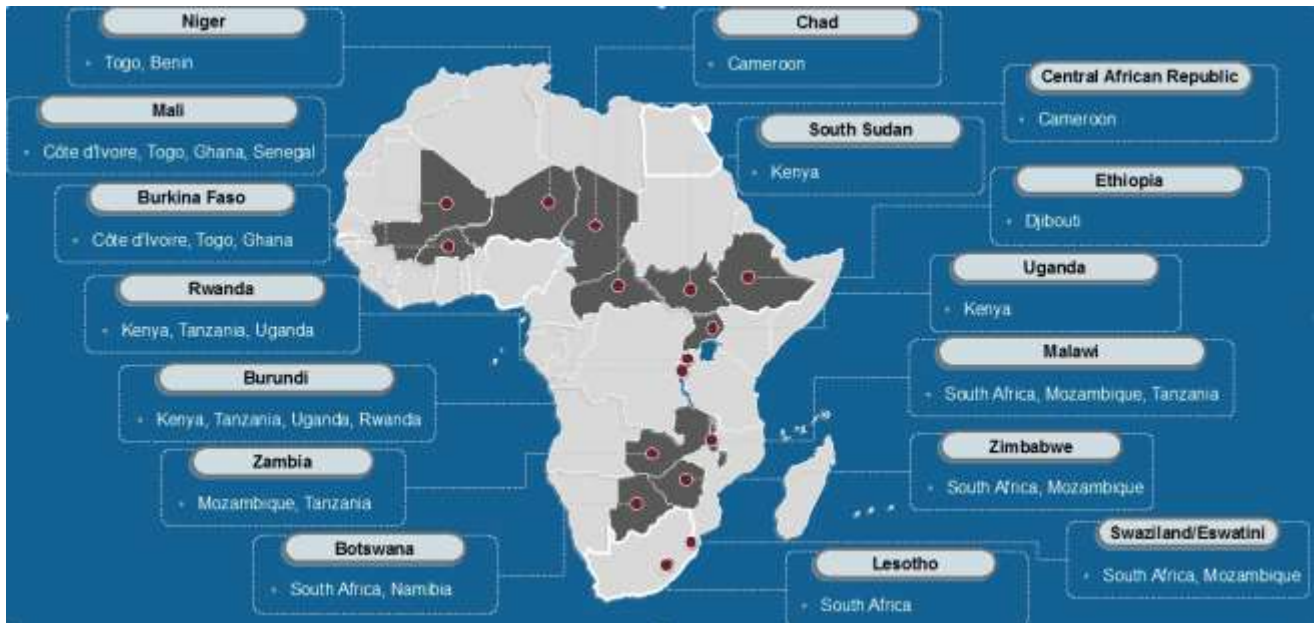 Niger
Togo, Benin
Mali
Côte d'Ivoire, Togo, Ghana, Senegal
Burkina Faso
Côte d'Ivoire, Togo, Ghana
Rwanda
Kenya, Tanzania, Uganda
Burundi
Kenya, Tanzania, Uganda, Rwanda
Zambia
Mozambique, Tanzania
Botswana
South Africa, Namibia
Chad
Cameroon
Central African Republic
Cameroon
South Sudan
Kenya
Ethiopia
Djibouti
Uganda
Kenya
Malawi
South Africa, Mozambique, Tanzania
Zimbabwe
South Africa, Mozambique
Swaziland/Eswatini
South Africa, Mozambique
Lesotho
South Africa